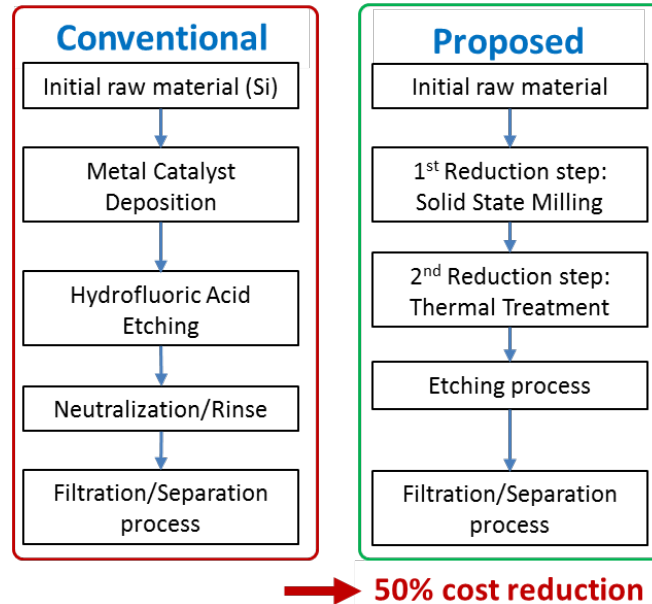 Conventional
Initial raw material (Si)
Metal Catalyst
Deposition
Hydrofluoric Acid
Etching
Neutralization/Rinse
Filtration/Separation
process
Proposed
Initial raw material
1st Reduction step:
Solid State Milling
2nd Reduction step:
Thermal Treatment
Etching process
Filtration/Separation
process
50% cost reduction